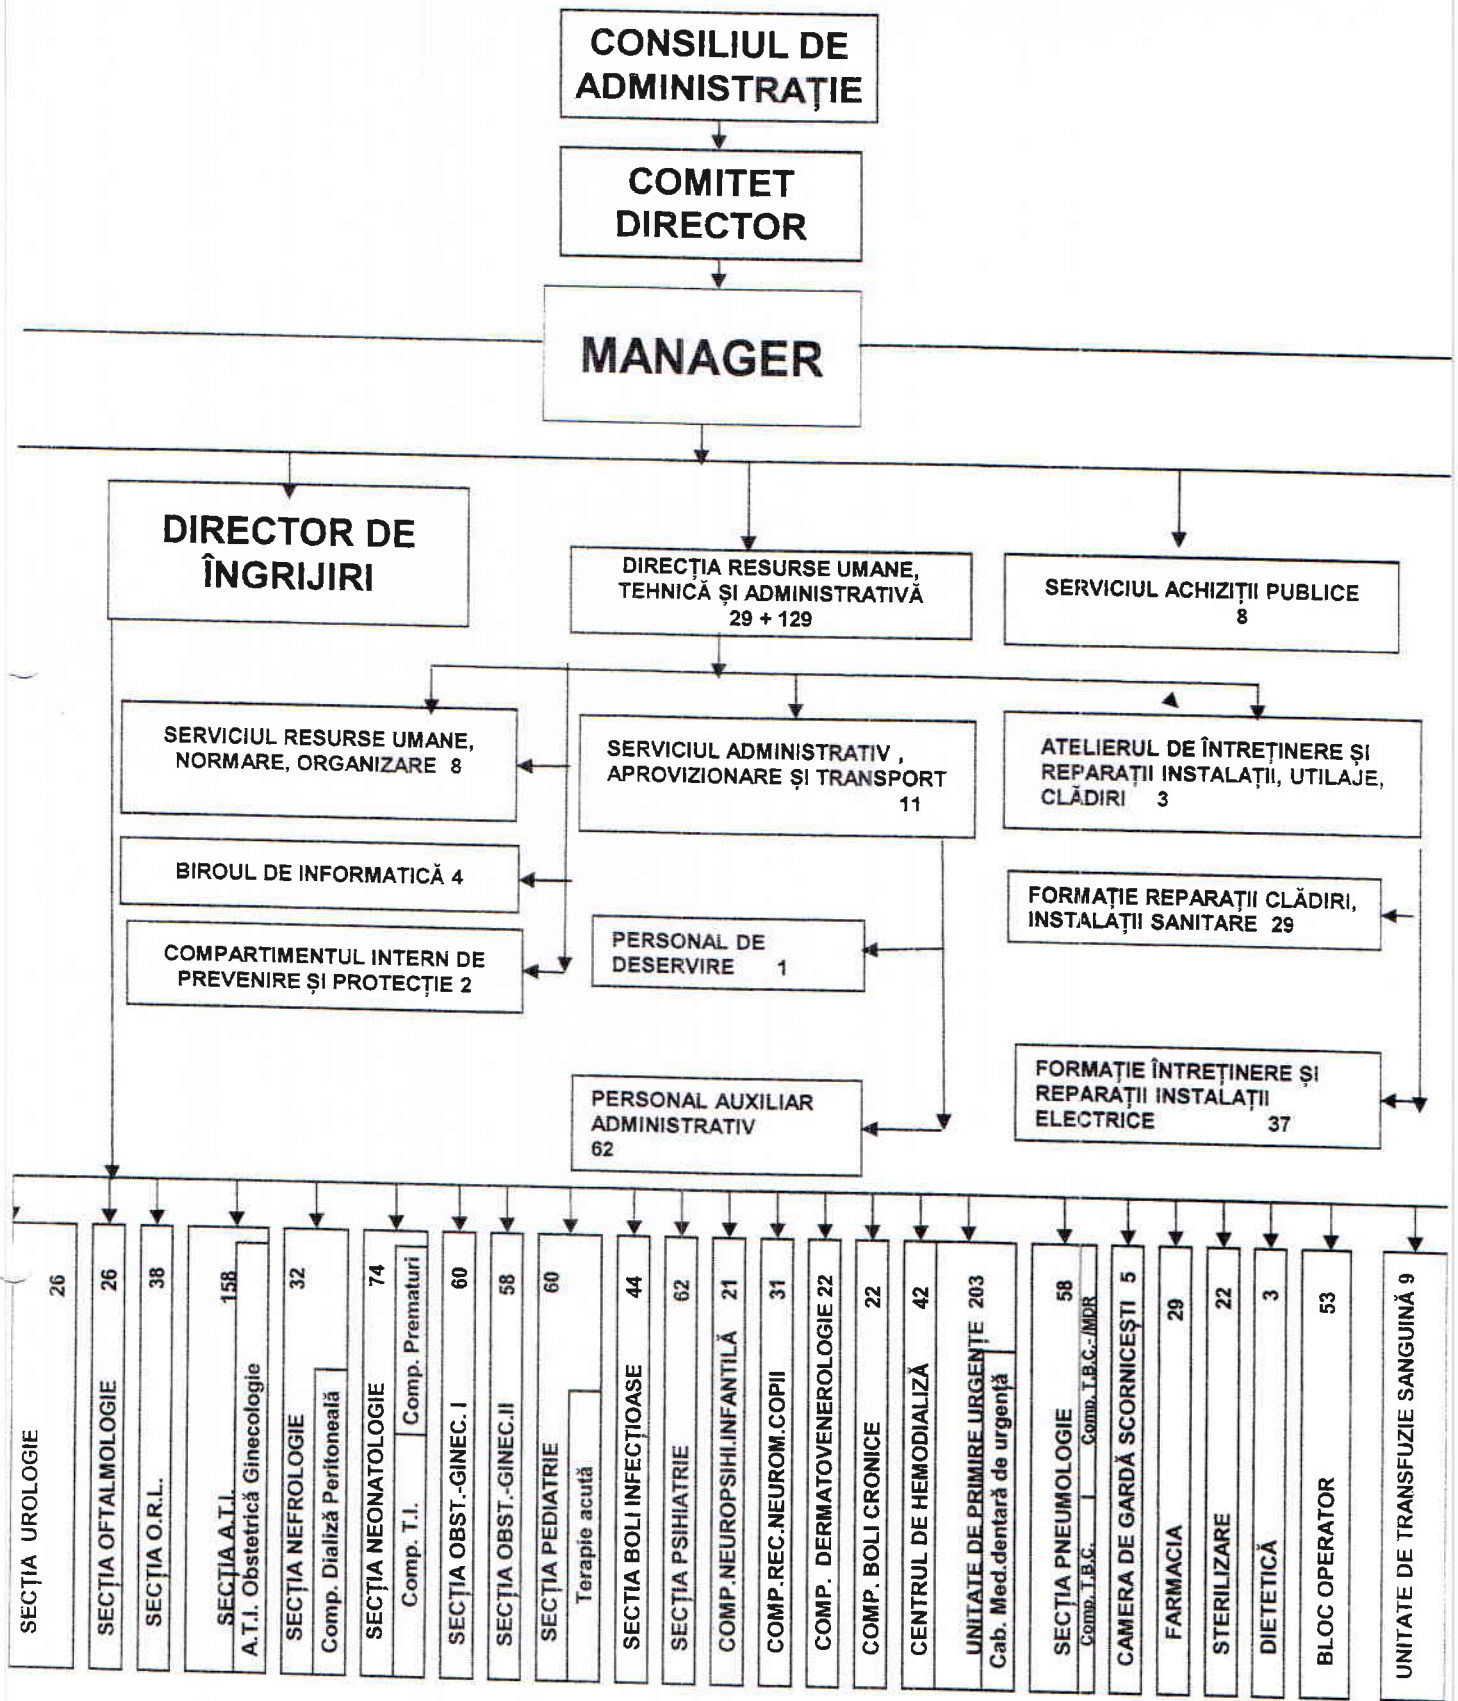 CONSILIUL DE
ADMINISTRAȚIE
COMITET
DIRECTOR
MANAGER
DIRECTOR DE
ÎNGRIJIRI
DIRECȚIA RESURSE UMANE,
TEHNICĂ ȘI ADMINISTRATIVĂ
29 + 129
SERVICIUL ACHIZIȚII PUBLICE
8
SERVICIUL RESURSE UMANE,
NORMARE, ORGANIZARE 8
SERVICIUL ADMINISTRATIV ,
APROVIZIONARE ȘI TRANSPORT
11
ATELIERUL DE ÎNTREȚINERE ȘI
REPARAȚII INSTALAȚII, UTILAJE,
CLĂDIRI 3
BIROUL DE INFORMATICĂ 4
FORMAȚIE REPARAȚII CLĂDIRI,
INSTALAȚII SANITARE 29
PERSONAL DE
DESERVIRE 1
COMPARTIMENTUL INTERN DE
PREVENIRE ȘI PROTECȚIE 2
FORMAȚIE ÎNTREȚINERE ȘI
REPARAȚII INSTALAȚII
ELECTRICE 37
PERSONAL AUXILIAR
ADMINISTRATIV
62
SECȚIA UROLOGIE 26
SECȚIA OFTALMOLOGIE 26
SECȚIA O.R.L. 38
SECȚIA A.T.I. 158
A.T.I. Obstetrică Ginecologie
SECȚIA NEFROLOGIE 32
Comp. Dializă Peritoneală
SECȚIA NEONATOLOGIE 74
Comp. T.I. Comp. Prematuri
SECȚIA OBST.-GINEC. I 60
SECȚIA OBST.-GINEC.II 58
SECȚIA PEDIATRIE 60
Terapie acută
SECTIA BOLI INFECȚIOASE 44
SECȚIA PSIHIATRIE 62
COMP.NEUROPSIHI.INFANTILĂ 21
COMP.REC.NEUROM.COPII 31
COMP. DERMATOVENEROLOGIE 22
COMP. BOLI CRONICE 22
CENTRUL DE HEMODIALIZĂ 42
UNITATE DE PRIMIRE URGENȚE 203
Cab. Med.dentară de urgență
SECȚIA PNEUMOLOGIE 58
Comp. T.B.C. Comp. T.B.C.-/MDR
CAMERA DE GARDĂ SCORNICEȘTI 5
FARMACIA 29
STERILIZARE 22
DIETETICĂ 3
BLOC OPERATOR 53
UNITATE DE TRANSFUZIE SANGUINĂ 9